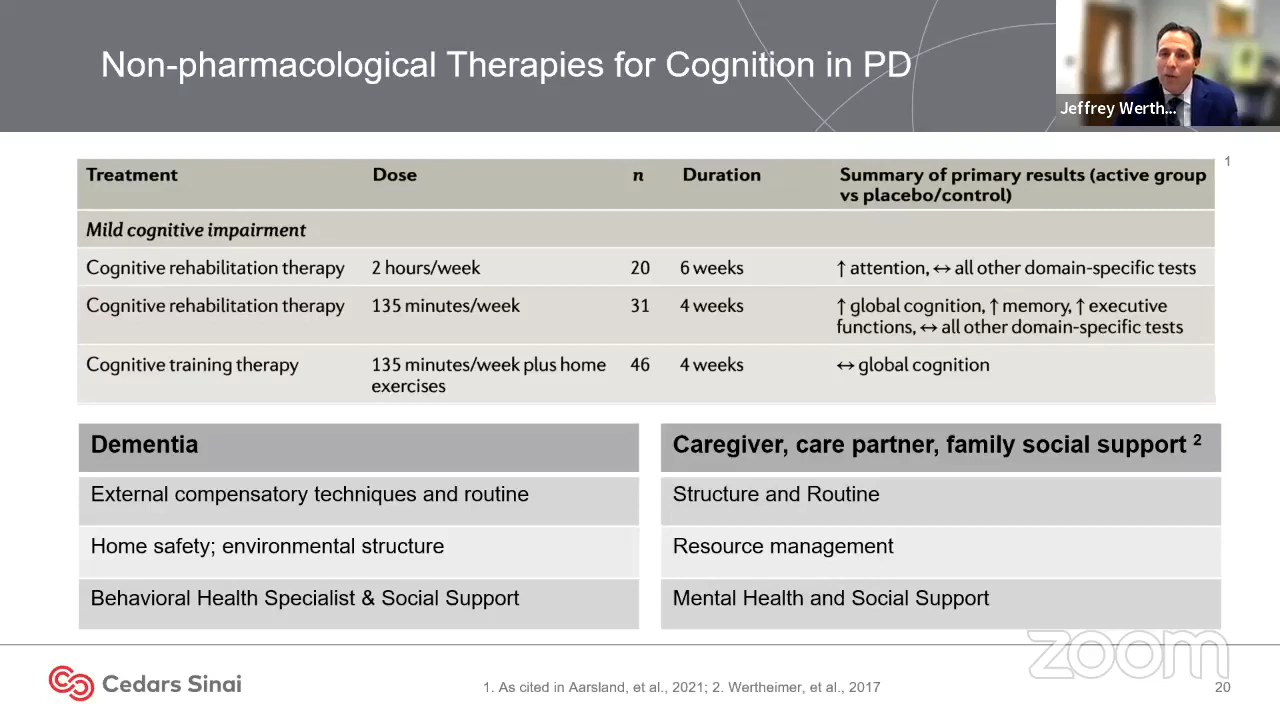 Non-pharmacological Therapies for Cognition in PD
Jeffrey Werth...
1
Treatment Dose n Duration Summary of primary results (active group
vs placebo/control)
Mild cognitive impairment
Cognitive rehabilitation therapy 2 hours/week 20 6 weeks ↑ attention, ↔ all other domain-specific tests
Cognitive rehabilitation therapy 135 minutes/week 31 4 weeks ↑ global cognition, ↑ memory, ↑ executive
functions, ↔ all other domain-specific tests
Cognitive training therapy 135 minutes/week plus home 46 4 weeks ↔ global cognition
exercises
Dementia
External compensatory techniques and routine
Home safety; environmental structure
Behavioral Health Specialist & Social Support
Caregiver, care partner, family social support 2
Structure and Routine
Resource management
Mental Health and Social Support
zoom
Cedars Sinai
1. As cited in Aarsland, et al., 2021; 2. Wertheimer, et al., 2017
20